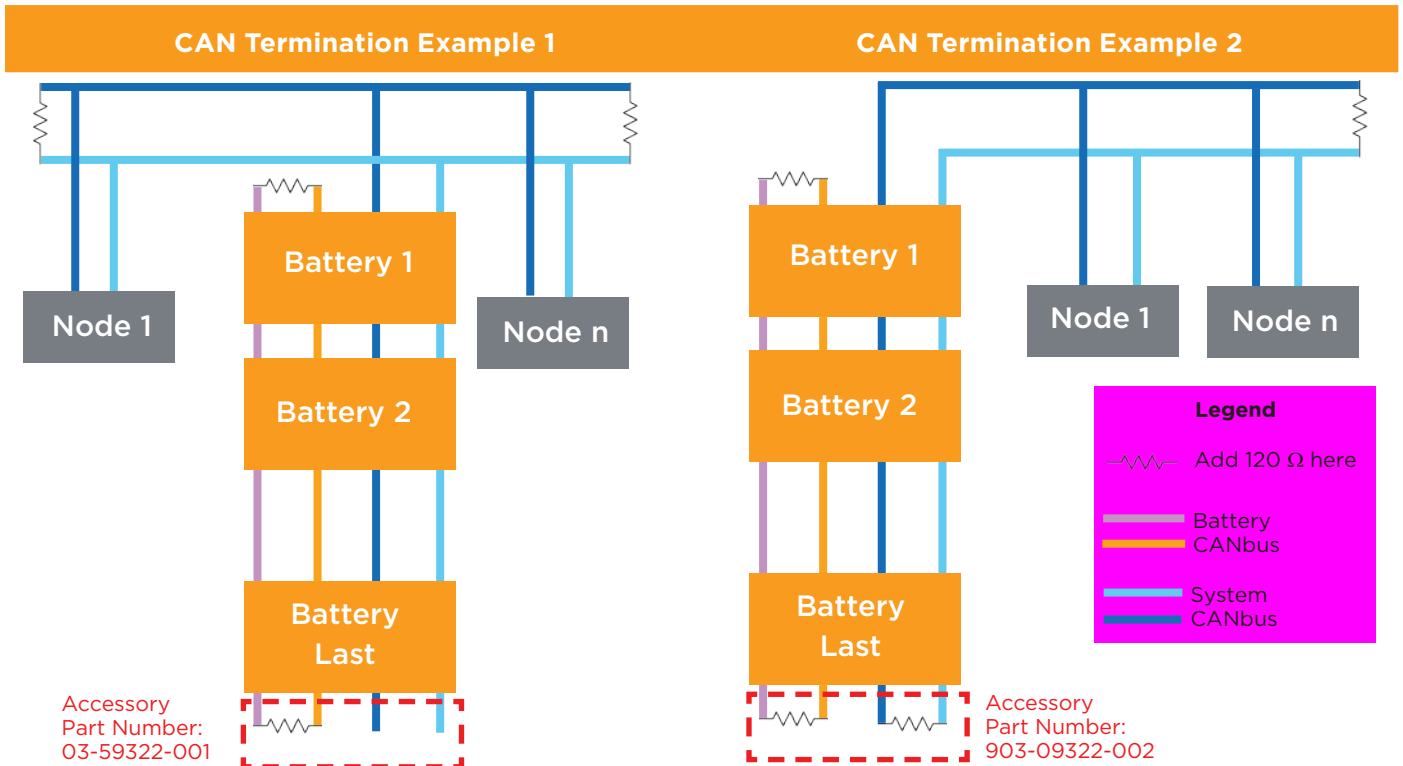 CAN Termination Example 1
CAN Termination Example 2
Battery 1
Node 1
Node n
Battery 2
Battery
Last
Accessory
Part Number:
03-59322-001
Battery 1
Node 1
Node n
Battery 2
Battery
Last
Accessory
Part Number:
903-09322-002
Legend
Add 120 Ω here
Battery
CANbus
System
CANbus